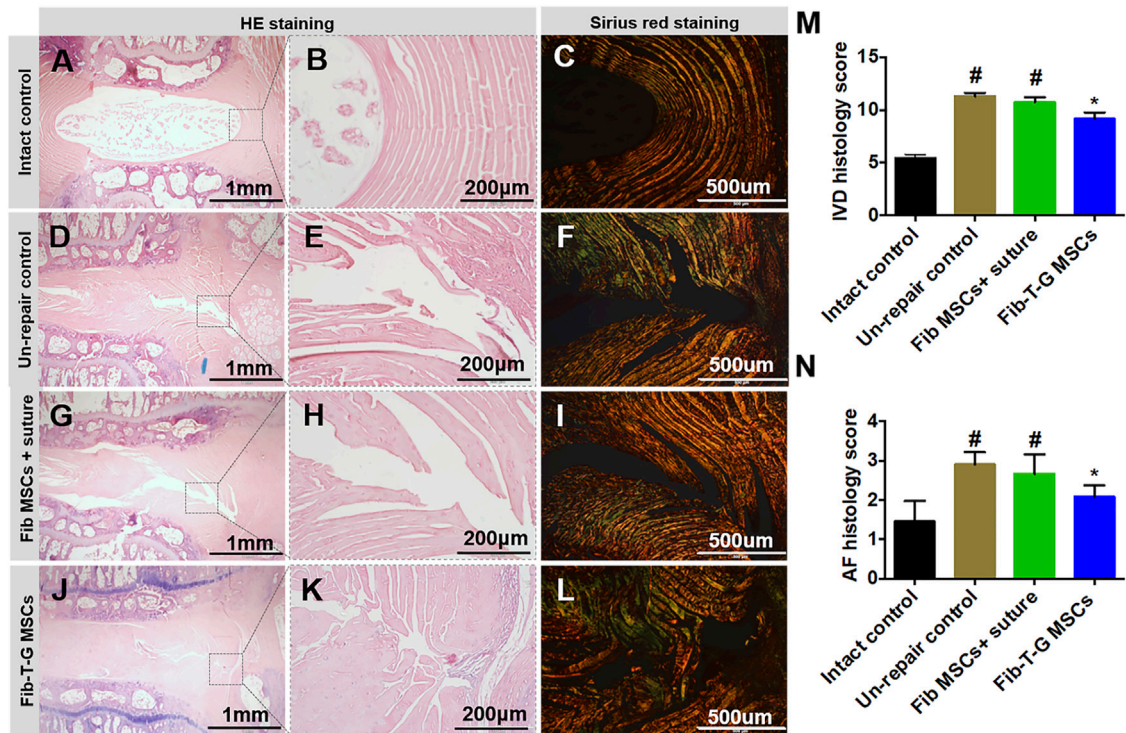 HE staining
Sirius red staining
Intact control
A
1mm
B
200μm
C
500um
Un-repair control
D
1mm
E
200μm
F
500um
Fib MSCs + suture
G
1mm
H
200μm
I
500um
Fib-T-G MSCs
J
1mm
K
200μm
L
500um
M
IVD histology score
15
10
5
0
#
#
*
Intact control
Un-repair control
Fib MSCs+ suture
Fib-T-G MSCs
N
AF histology score
4
3
2
1
0
#
#
*
Intact control
Un-repair control
Fib MSCs+ suture
Fib-T-G MSCs